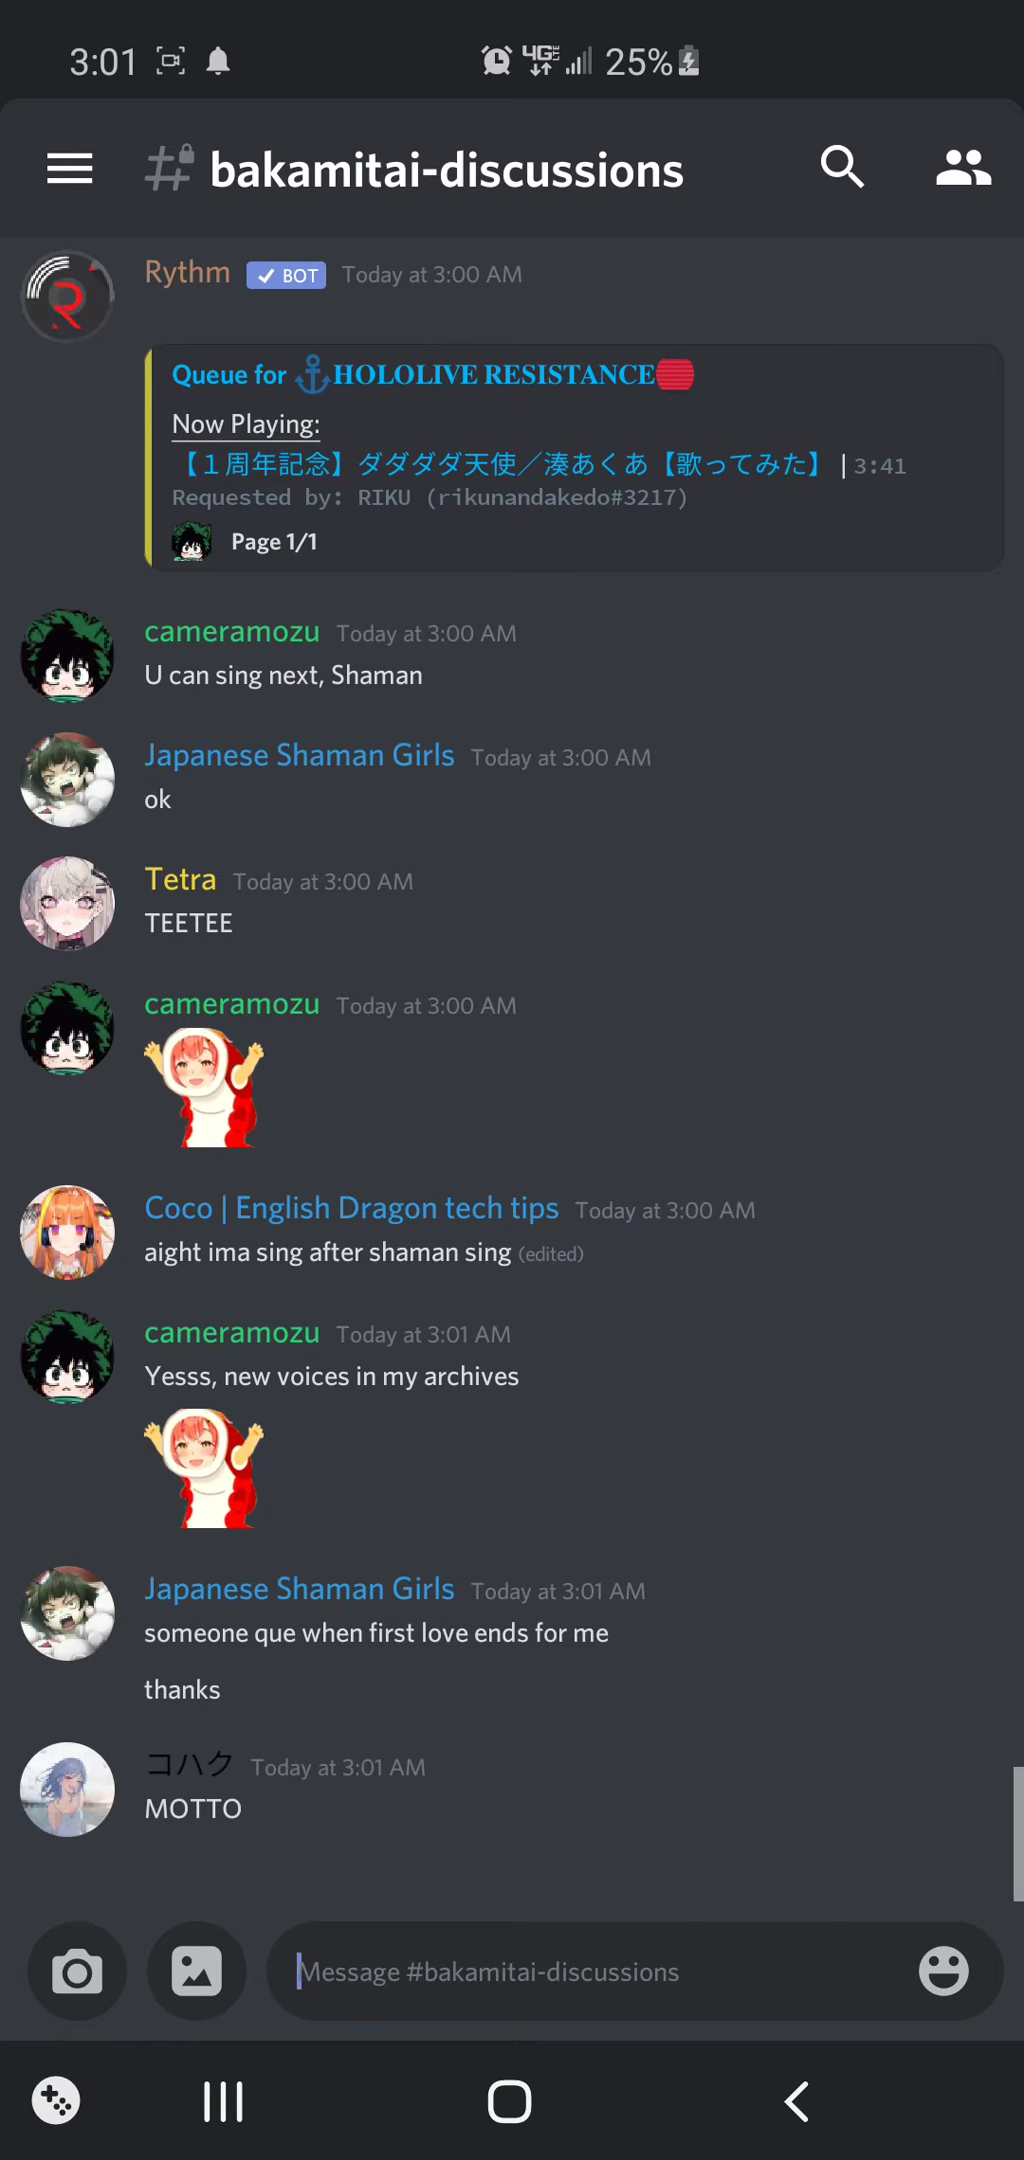 3:01 4G LTE 25%
bakamitai-discussions
Rythm BOT Today at 3:00 AM
Queue for ⚓HOLOLIVE RESISTANCE
Now Playing:
【１周年記念】ダダダダ天使／湊あくあ【歌ってみた】 | 3:41
Requested by: RIKU (rikunandakedo#3217)
Page 1/1
cameramozu Today at 3:00 AM
U can sing next, Shaman
Japanese Shaman Girls Today at 3:00 AM
ok
Tetra Today at 3:00 AM
TEETEE
cameramozu Today at 3:00 AM
Coco | English Dragon tech tips Today at 3:00 AM
aight ima sing after shaman sing (edited)
cameramozu Today at 3:01 AM
Yesss, new voices in my archives
Japanese Shaman Girls Today at 3:01 AM
someone que when first love ends for me
thanks
コハク Today at 3:01 AM
MOTTO
Message #bakamitai-discussions